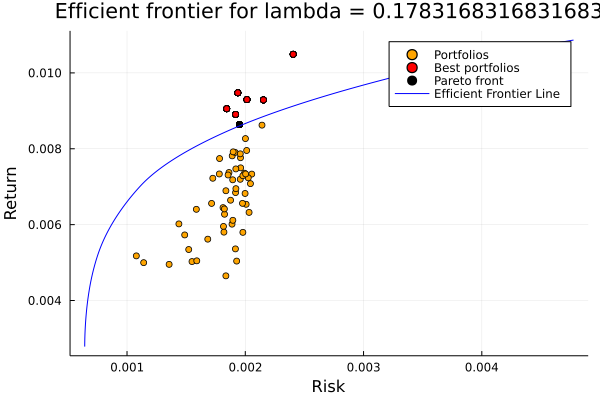 Efficient frontier for lambda = 0.1783168316831683
0.010
0.008
0.006
0.004
Return
Portfolios
Best portfolios
Pareto front
Efficient Frontier Line
0.001
0.002
0.003
0.004
Risk